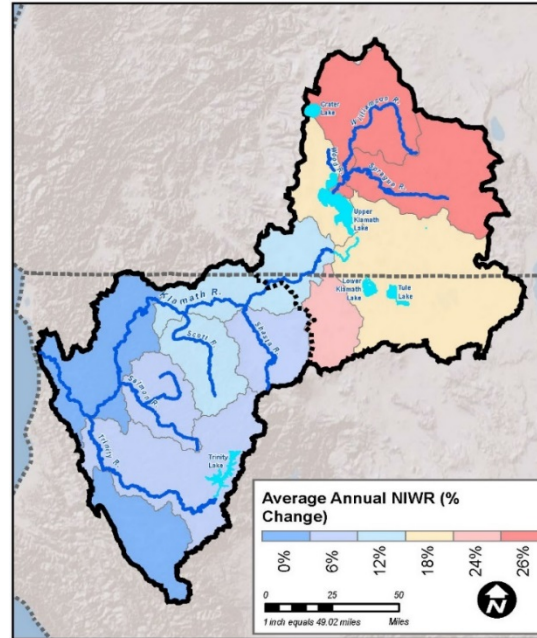 Crater
Lake
Williamson R.
Wood R.
Sprague R.
Upper
Klamath
Lake
Lower
Klamath
Lake
Tule
Lake
Klamath R.
Scott R.
Shasta R.
Salmon R.
Trinity R.
Trinity
Lake
Average Annual NIWR (%
Change)
0%
6%
12%
18%
24%
26%
0 25 50
1 inch equals 49.02 miles Miles
N